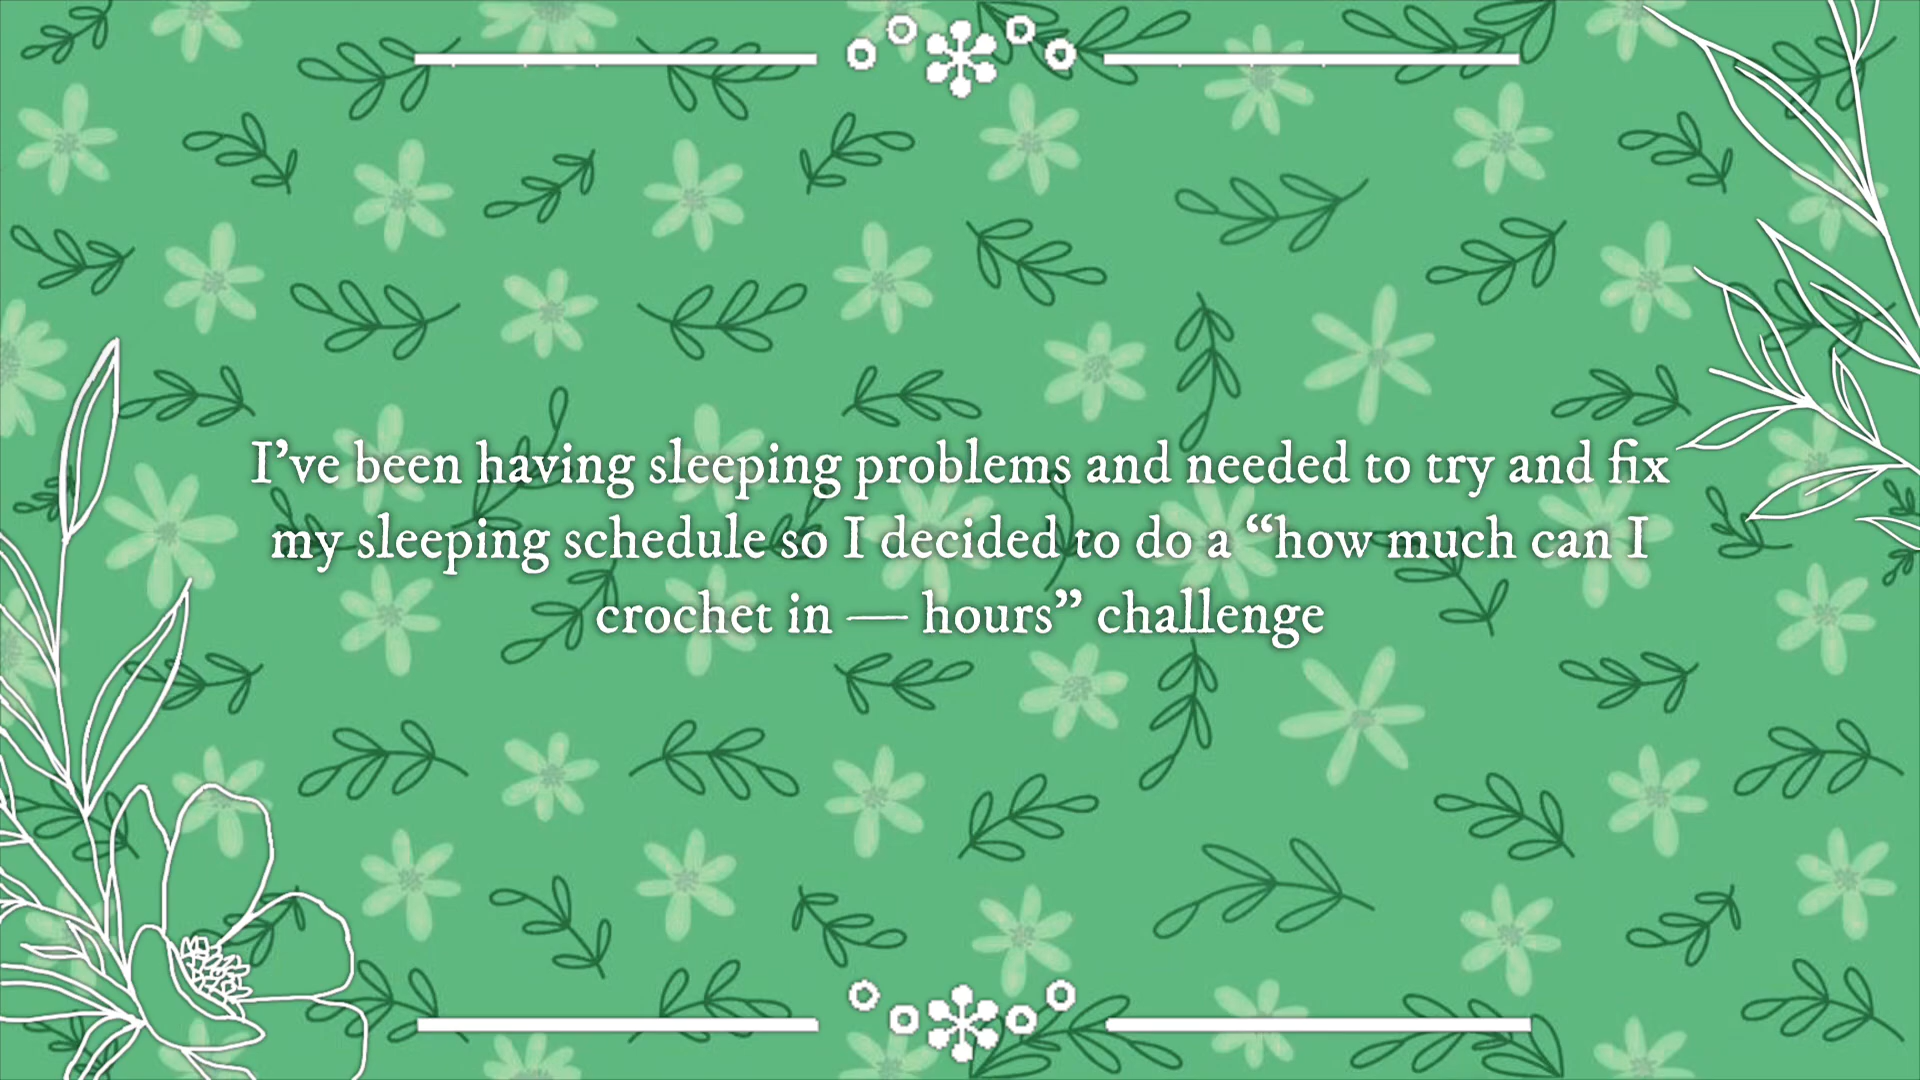 I’ve been having sleeping problems and needed to try and fix
my sleeping schedule so I decided to do a “how much can I
crochet in — hours” challenge